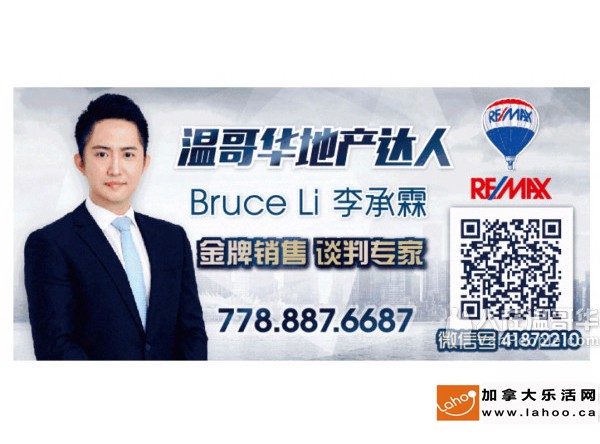 RE/MAX
温哥华地产达人
RE/MAX
Bruce Li 李承霖
金牌销售 谈判专家
778.887.6687
微信号 41872210
加拿大乐活网
Lahoo
www.lahoo.ca